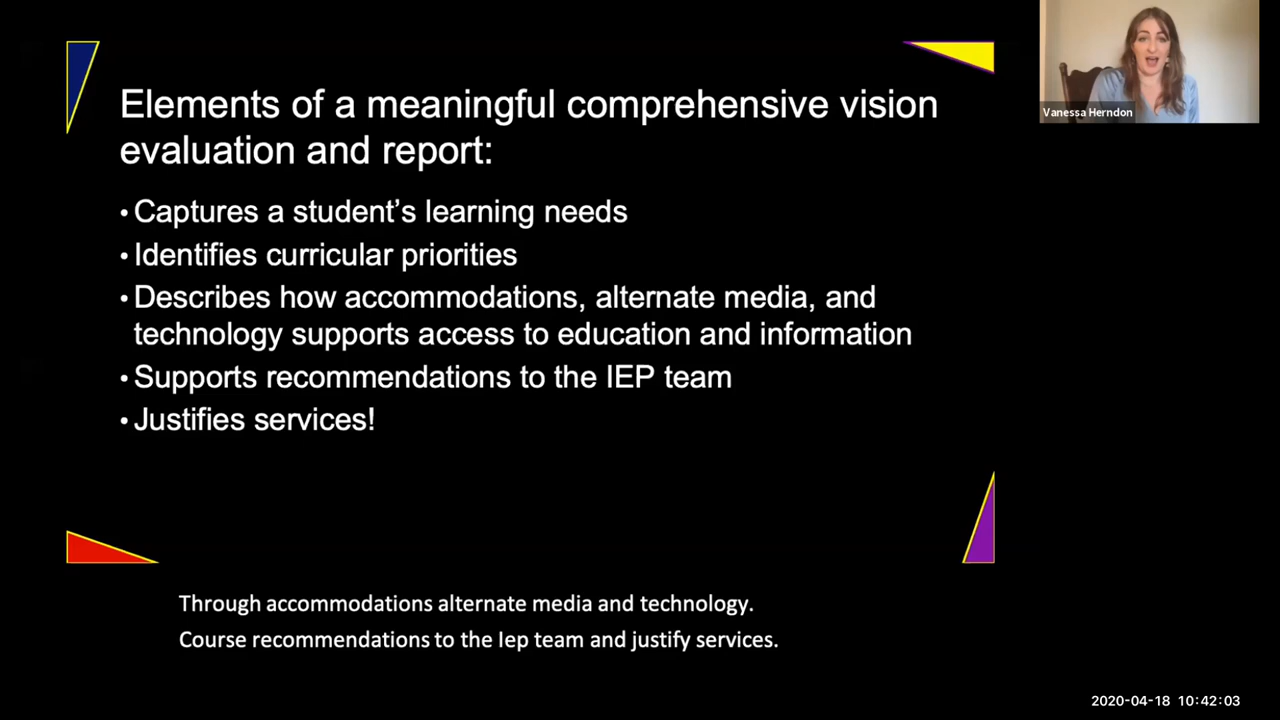 Elements of a meaningful comprehensive vision
evaluation and report:
• Captures a student’s learning needs
• Identifies curricular priorities
• Describes how accommodations, alternate media, and
technology supports access to education and information
• Supports recommendations to the IEP team
• Justifies services!
Vanessa Herndon
Through accommodations alternate media and technology.
Course recommendations to the Iep team and justify services.
2020-04-18 10:42:03